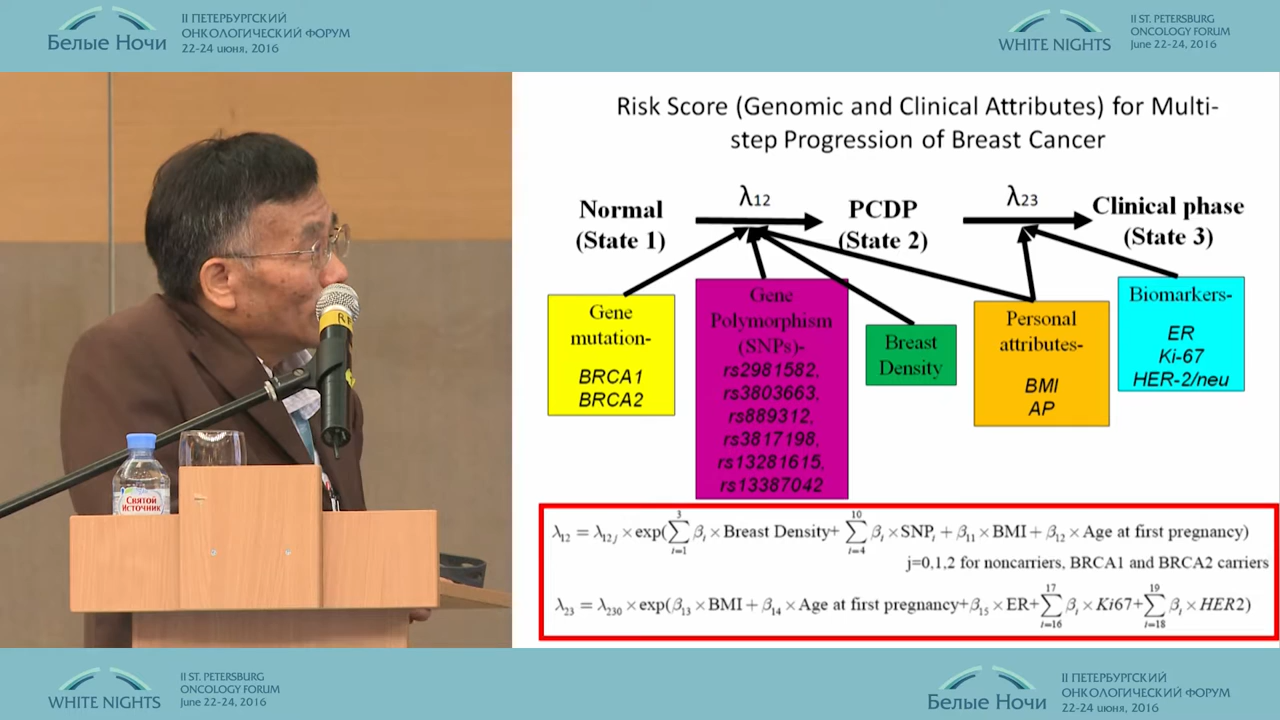 Белые Ночи
II ПЕТЕРБУРГСКИЙ
ОНКОЛОГИЧЕСКИЙ ФОРУМ
22-24 июня, 2016
WHITE NIGHTS
II ST. PETERSBURG
ONCOLOGY FORUM
June 22-24, 2016
Risk Score (Genomic and Clinical Attributes) for Multi-
step Progression of Breast Cancer
Normal
(State 1)
λ12
PCDP
(State 2)
λ23
Clinical phase
(State 3)
Gene
mutation-
BRCA1
BRCA2
Gene
Polymorphism
(SNPs)-
rs2981582,
rs3803663,
rs889312,
rs3817198,
rs13281615,
rs13387042
Breast
Density
Personal
attributes-
BMI
AP
Biomarkers-
ER
Ki-67
HER-2/neu
λ₁₂ = λ₁₂ⱼ × exp(∑³ᵢ₌₁ βᵢ × Breast Density+ ∑¹⁰ᵢ₌₄ βᵢ × SNPᵢ + β₁₁ × BMI + β₁₂ × Age at first pregnancy)
j=0,1,2 for noncarriers, BRCA1 and BRCA2 carriers
λ₂₃ = λ₂₃₀ × exp(β₁₃ × BMI + β₁₄ × Age at first pregnancy+β₁₅ × ER+∑¹⁷ᵢ₌₁₆ βᵢ × Ki67+∑¹⁹ᵢ₌₁₈ βᵢ × HER2)
СВЯТОЙ
ИСТОЧНИК
WHITE NIGHTS
II ST. PETERSBURG
ONCOLOGY FORUM
June 22-24, 2016
Белые Ночи
II ПЕТЕРБУРГСКИЙ
ОНКОЛОГИЧЕСКИЙ ФОРУМ
22-24 июня, 2016